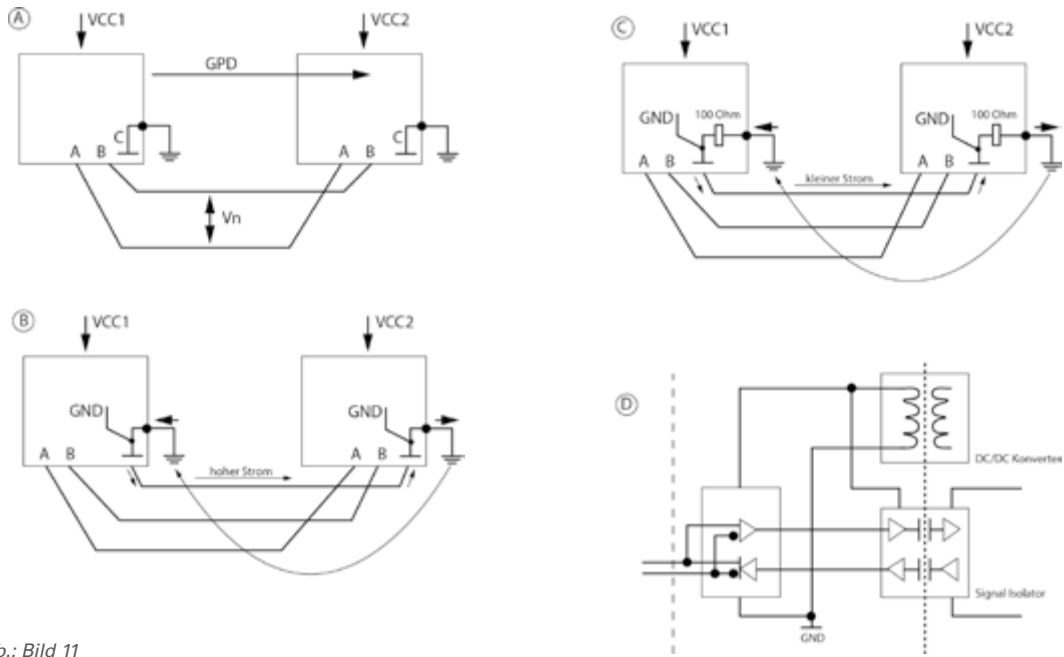 A
VCC1
VCC2
GPD
C
C
A B
A B
Vn
B
VCC1
VCC2
GND
GND
A B
A B
hoher Strom
C
VCC1
VCC2
100 Ohm
100 Ohm
GND
GND
A B
A B
kleiner Strom
D
DC/DC Konverter
Signal Isolator
GND
Bild 11